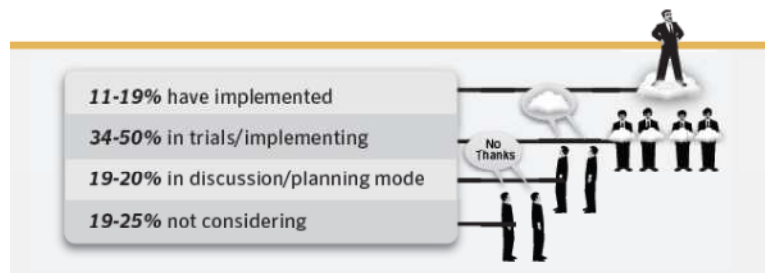 11-19% have implemented
34-50% in trials/implementing
No
Thanks
19-20% in discussion/planning mode
19-25% not considering